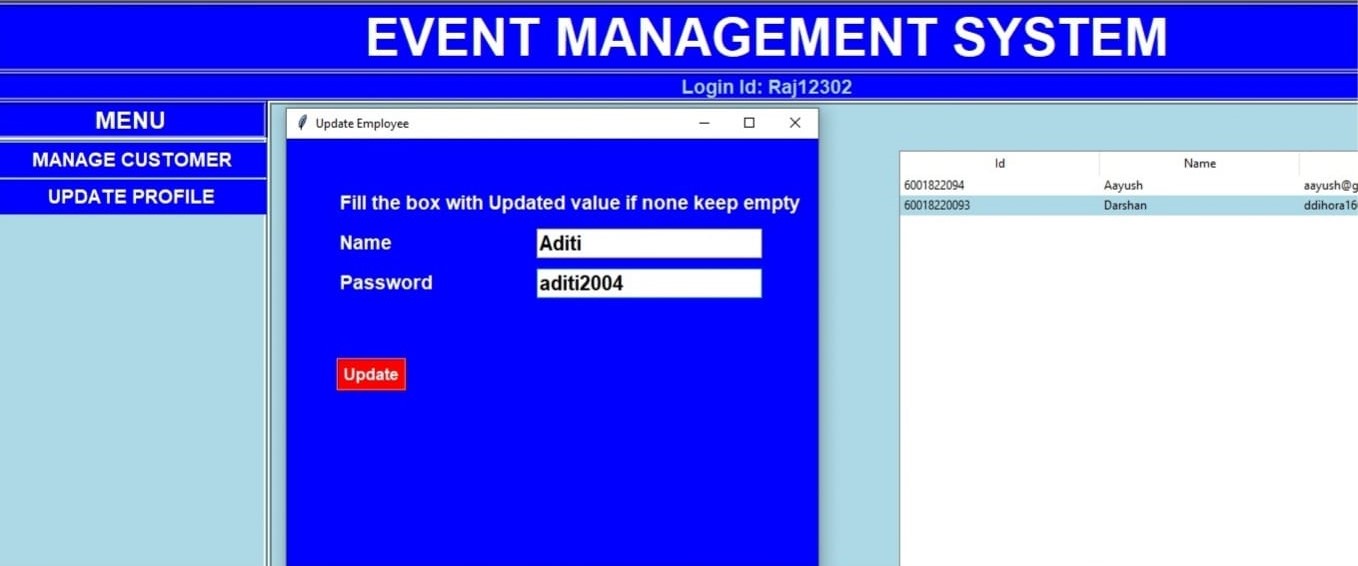 EVENT MANAGEMENT SYSTEM
Login Id: Raj12302
MENU
MANAGE CUSTOMER
UPDATE PROFILE
Update Employee
Fill the box with Updated value if none keep empty
Name Aditi
Password aditi2004
Update
Id Name
6001822094 Aayush aayush@g
60018220093 Darshan ddihora16